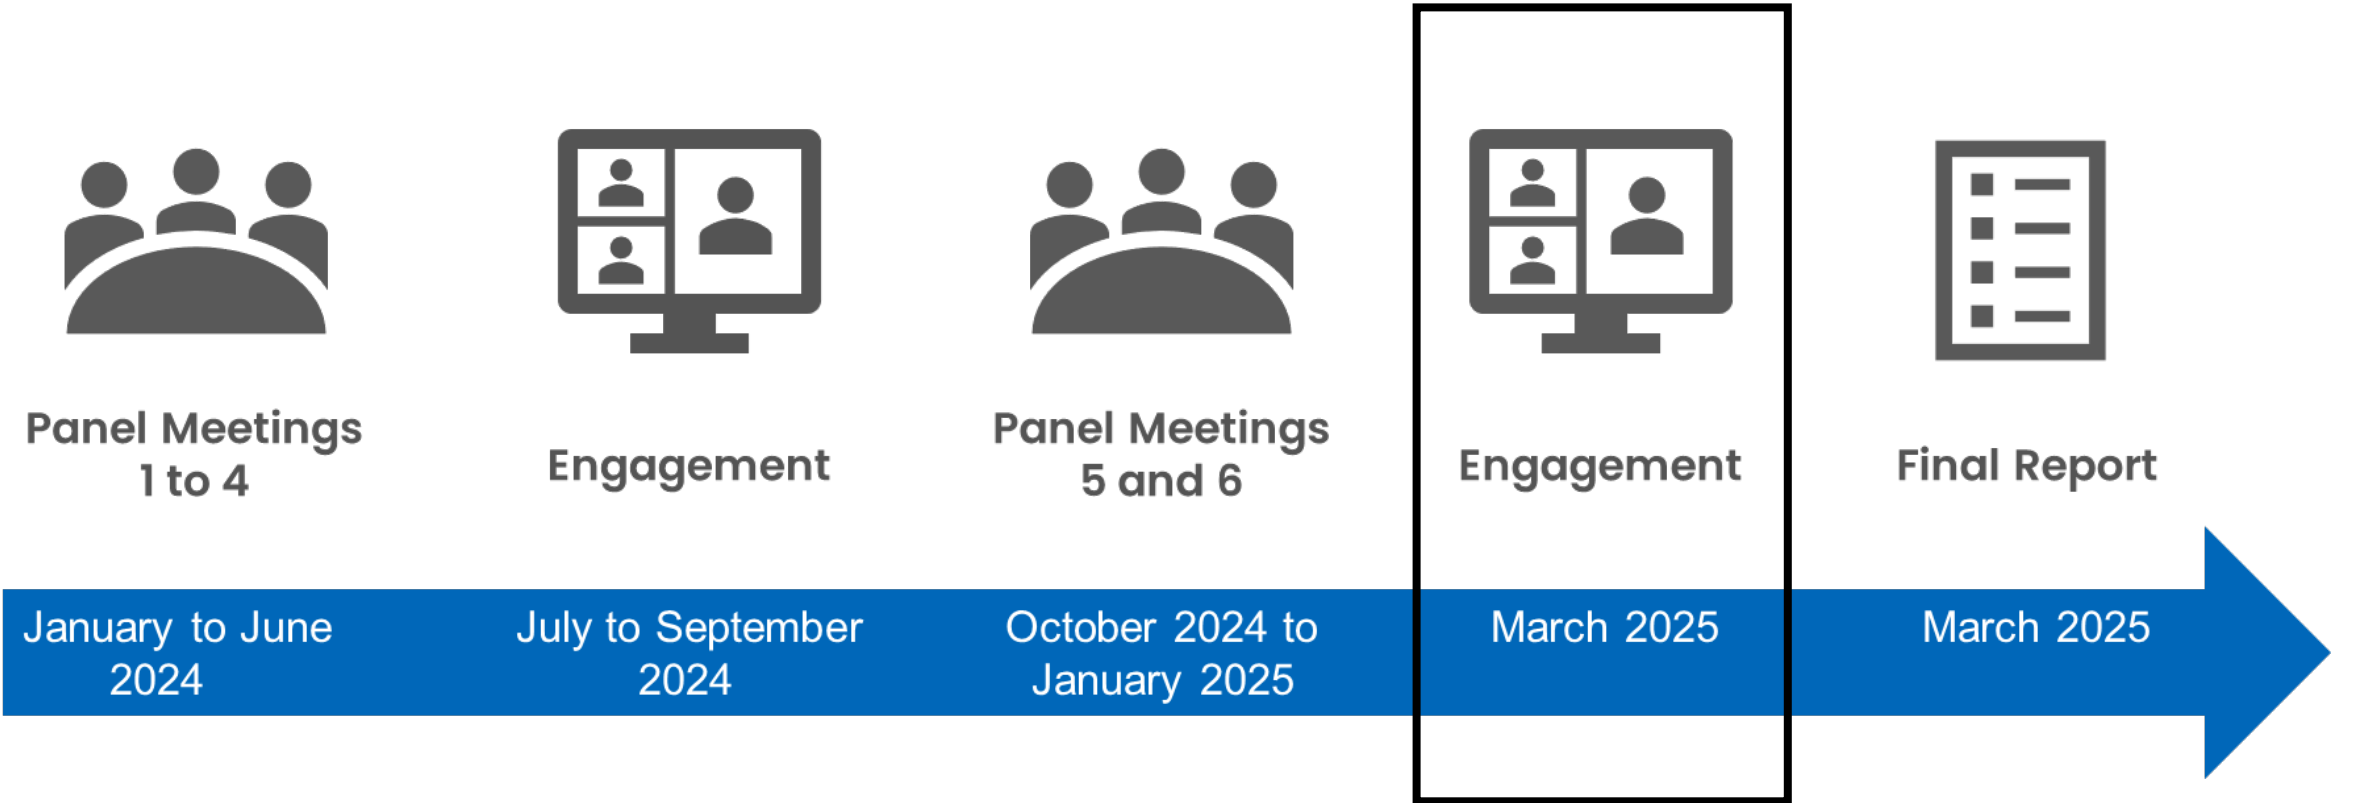 Panel Meetings
1 to 4
Engagement
Panel Meetings
5 and 6
Engagement
Final Report
January to June
2024
July to September
2024
October 2024 to
January 2025
March 2025
March 2025